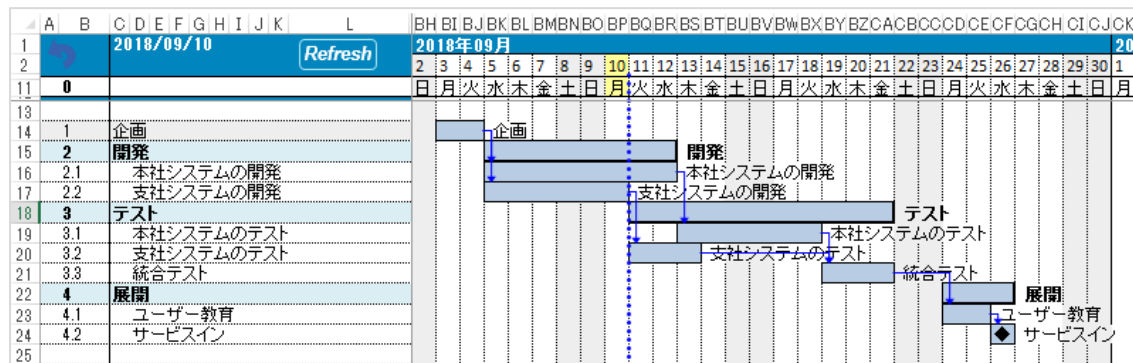 A B C D E F G H I J K L BH BI BJ BK BL BM BN BO BP BQ BR BS BT BU BV BW BX BY BZ CA CB CC CD CE CF CG CH CI CJ CK
1 2018/09/10 Refresh 2018年09月 20
2 2 3 4 5 6 7 8 9 10 11 12 13 14 15 16 17 18 19 20 21 22 23 24 25 26 27 28 29 30 1
11 0 日 月 火 水 木 金 土 日 月 火 水 木 金 土 日 月 火 水 木 金 土 日 月 火 水 木 金 土 日 月
13
14 1 企画 企画
15 2 開発 開発
16 2.1 本社システムの開発 本社システムの開発
17 2.2 支社システムの開発 支社システムの開発
18 3 テスト テスト
19 3.1 本社システムのテスト 本社システムのテスト
20 3.2 支社システムのテスト 支社システムのテスト
21 3.3 統合テスト 統合テスト
22 4 展開 展開
23 4.1 ユーザー教育 ユーザー教育
24 4.2 サービスイン サービスイン
25